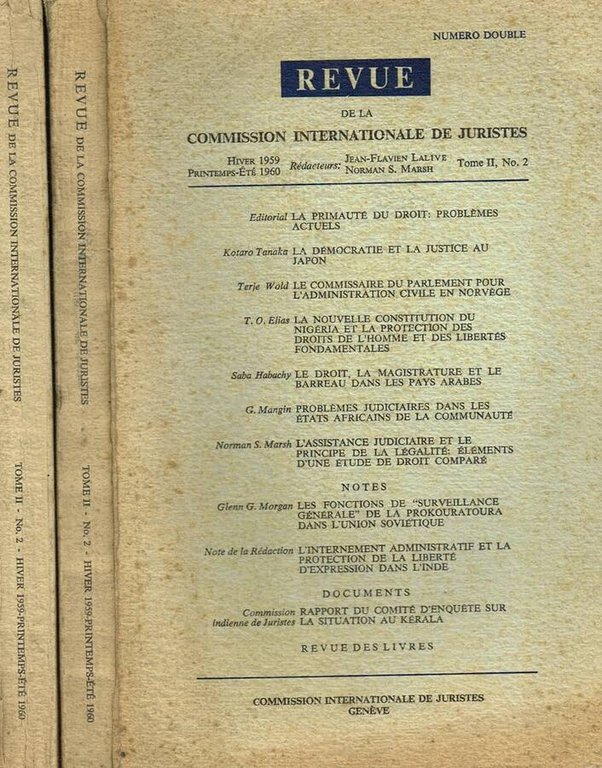 NUMERO DOUBLE
REVUE
DE LA
COMMISSION INTERNATIONALE DE JURISTES
HIVER 1959
PRINTEMPS-ÉTÉ 1960
Rédacteurs: JEAN-FLAVIEN LALIVE
NORMAN S. MARSH
Tome II, No. 2
Editorial LA PRIMAUTÉ DU DROIT: PROBLÈMES
ACTUELS
Kotaro Tanaka LA DÉMOCRATIE ET LA JUSTICE AU
JAPON
Terje Wold LE COMMISSAIRE DU PARLEMENT POUR
L'ADMINISTRATION CIVILE EN NORVÈGE
T. O. Elias LA NOUVELLE CONSTITUTION DU
NIGÉRIA ET LA PROTECTION DES
DROITS DE L'HOMME ET DES LIBERTÉS
FONDAMENTALES
Saba Habachy LE DROIT, LA MAGISTRATURE ET LE
BARREAU DANS LES PAYS ARABES
G. Mangin PROBLÈMES JUDICIAIRES DANS LES
ÉTATS AFRICAINS DE LA COMMUNAUTÉ
Norman S. Marsh L'ASSISTANCE JUDICIAIRE ET LE
PRINCIPE DE LA LÉGALITÉ: ÉLÉMENTS
D'UNE ETUDE DE DROIT COMPARÉ
NOTES
Glenn G. Morgan LES FONCTIONS DE "SURVEILLANCE
GÉNÉRALE" DE LA PROKOURATOURA
DANS L'UNION SOVIÉTIQUE
Note de la Rédaction L'INTERNEMENT ADMINISTRATIF ET LA
PROTECTION DE LA LIBERTÉ
D'EXPRESSION DANS L'INDE
DOCUMENTS
Commission RAPPORT DU COMITÉ D'ENQUÊTE SUR
Indienne de Juristes LA SITUATION AU KÉRALA
REVUE DES LIVRES
COMMISSION INTERNATIONALE DE JURISTES
GENÈVE
REVUE DE LA COMMISSION INTERNATIONALE DE JURISTES TOME II - No. 2 - HIVER 1959-PRINTEMPS-ÉTÉ 1960
REVUE DE LA COMMISSION INTERNATIONALE DE JURISTES TOME II - No. 2 - HIVER 1959-PRINTEMPS-ÉTÉ 1960